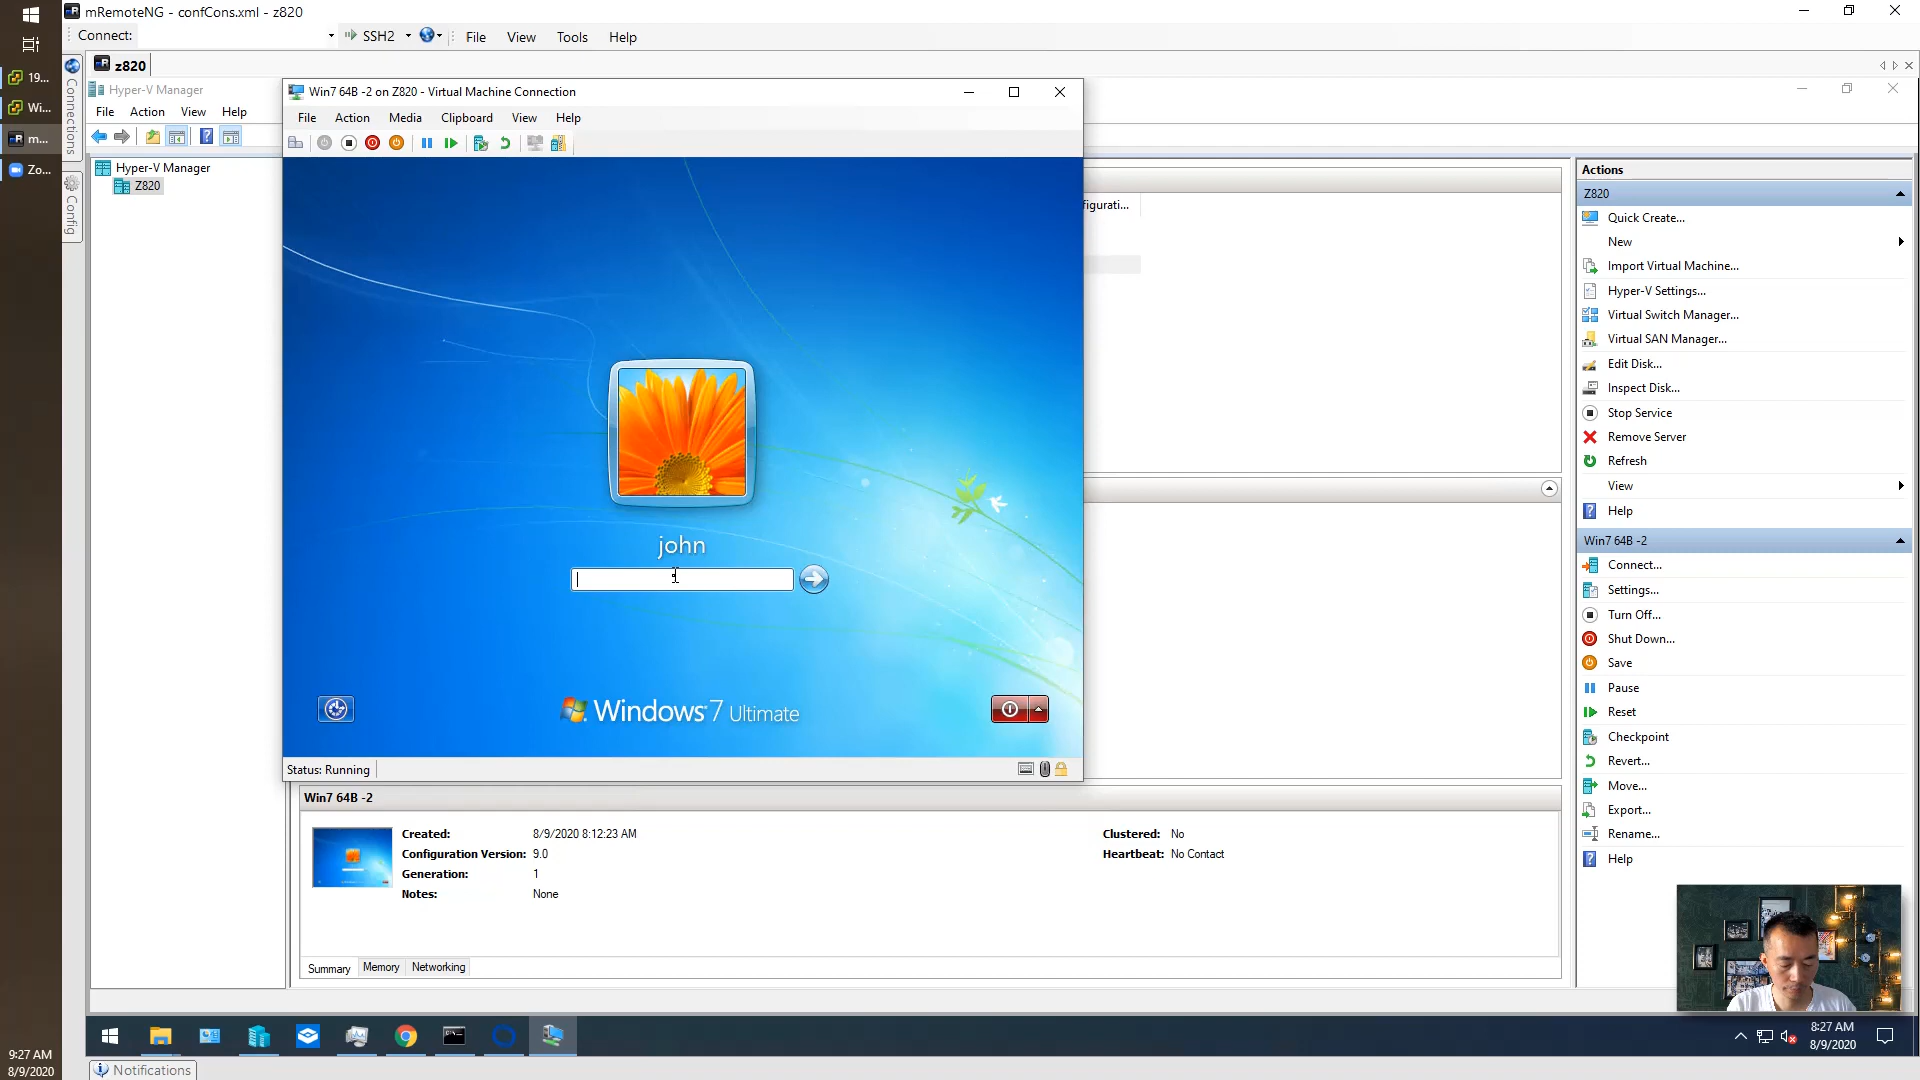 mRemoteNG - confCons.xml - z820
Connect:
SSH2
File
View
Tools
Help
19...
Wi...
m...
Zo...
Connections
Config
z820
Hyper-V Manager
File
Action
View
Help
Hyper-V Manager
Z820
Win7 64B -2 on Z820 - Virtual Machine Connection
File
Action
Media
Clipboard
View
Help
john
Windows 7 Ultimate
Status: Running
figurati...
Actions
Z820
Quick Create...
New
Import Virtual Machine...
Hyper-V Settings...
Virtual Switch Manager...
Virtual SAN Manager...
Edit Disk...
Inspect Disk...
Stop Service
Remove Server
Refresh
View
Help
Win7 64B -2
Connect...
Settings...
Turn Off...
Shut Down...
Save
Pause
Reset
Checkpoint
Revert...
Move...
Export...
Rename...
Help
Win7 64B -2
Created: 8/9/2020 8:12:23 AM
Configuration Version: 9.0
Generation: 1
Notes: None
Clustered: No
Heartbeat: No Contact
Summary
Memory
Networking
8:27 AM
8/9/2020
9:27 AM
8/9/2020
Notifications